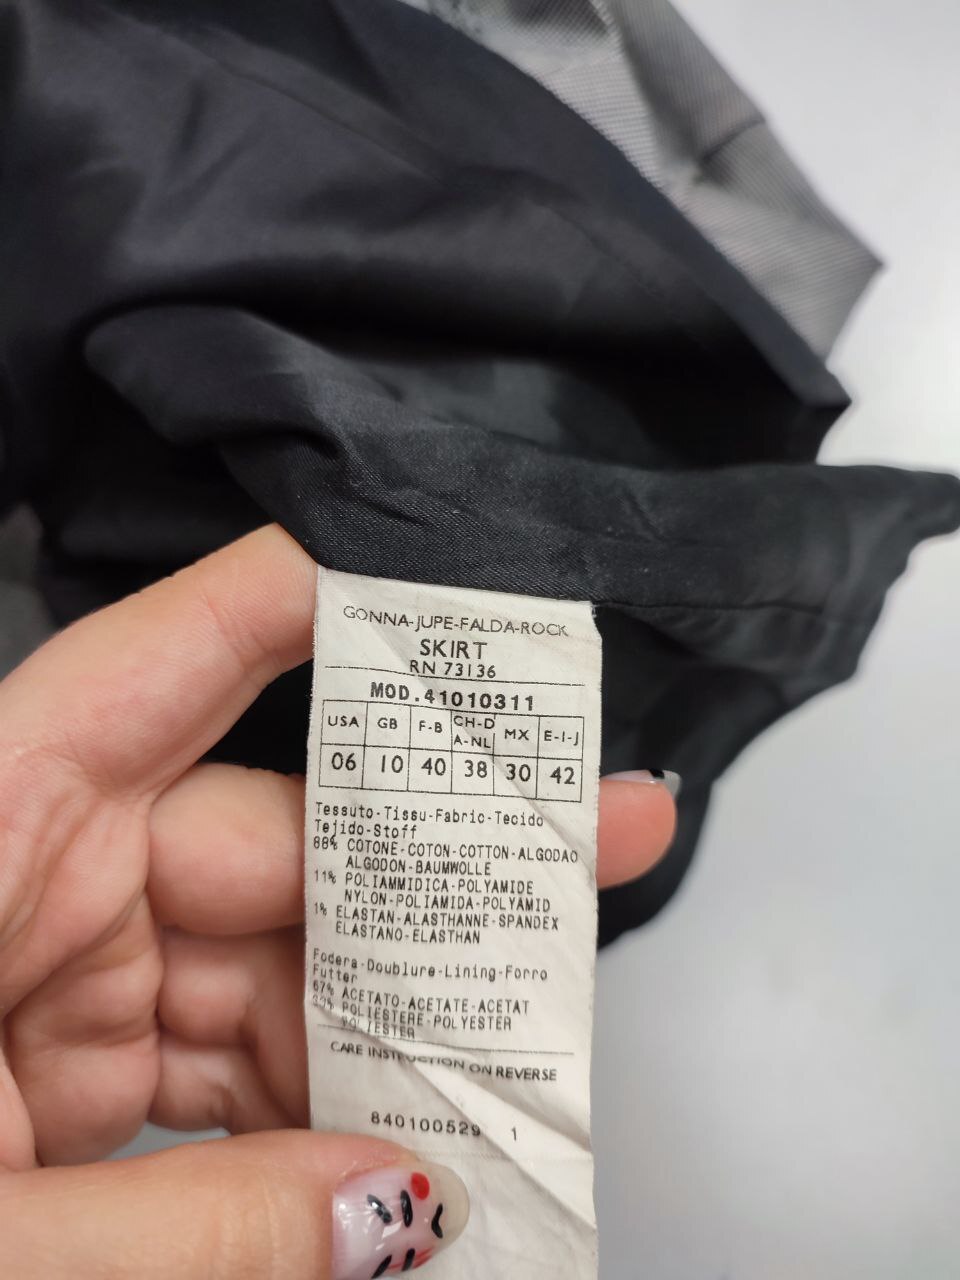 GONNA-JUPE-FALDA-ROCK
SKIRT
RN 73136
MOD.41010311
USA GB F-B CH-D A-NL MX E-I-J
06 10 40 38 30 42
Tessuto-Tissu-Fabric-Tecido
Tejido-Stoff
88% COTONE-COTON-COTTON-ALGODAO
ALGODON-BAUMWOLLE
11% POLIAMMIDICA-POLYAMIDE
NYLON-POLIAMIDA-POLYAMID
1% ELASTAN-ALASTHANNE-SPANDEX
ELASTANO-ELASTHAN
Fodera-Doublure-Lining-Forro
Futter
67% ACETATO-ACETATE-ACETAT
33% POLIESTERE-POLYESTER
POLIESTER
CARE INSTRUCTION ON REVERSE
840100529 1